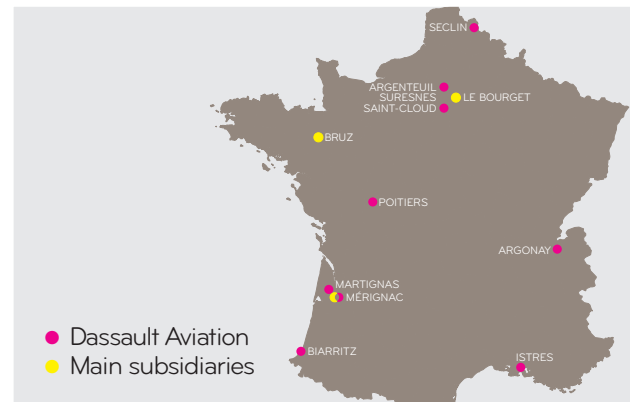 SECLIN
ARGENTEUIL
SURESNES
LE BOURGET
SAINT-CLOUD
BRUZ
POITIERS
ARGONAY
MARTIGNAS
MÉRIGNAC
BIARRITZ
ISTRES
Dassault Aviation
Main subsidiaries